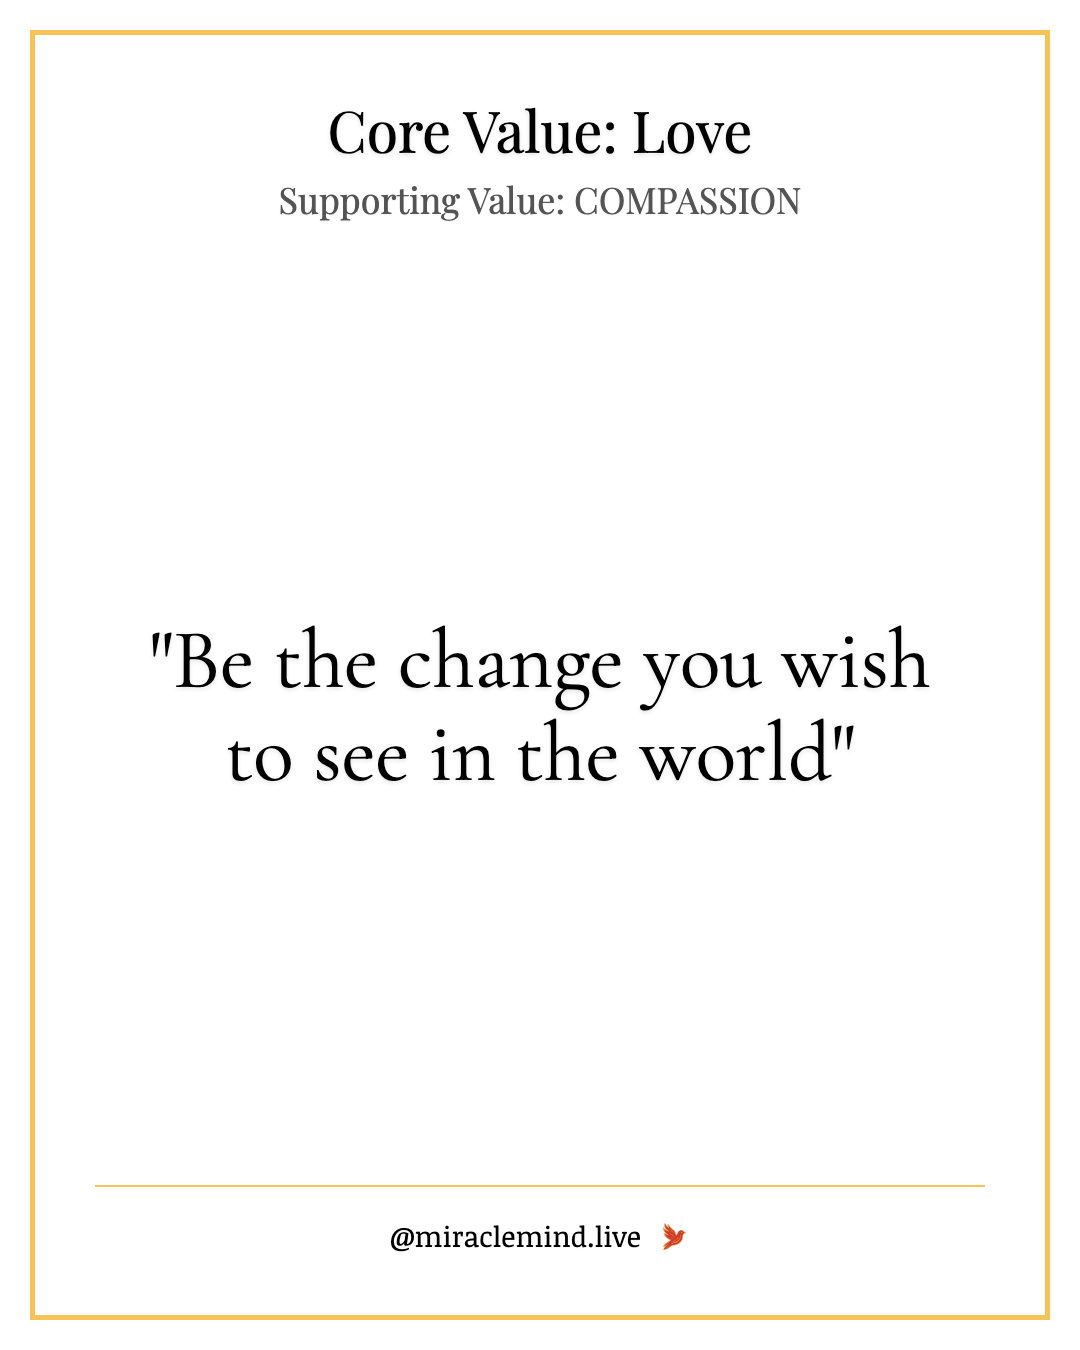 Core Value: Love
Supporting Value: COMPASSION
"Be the change you wish
to see in the world"
@miraclemind.live